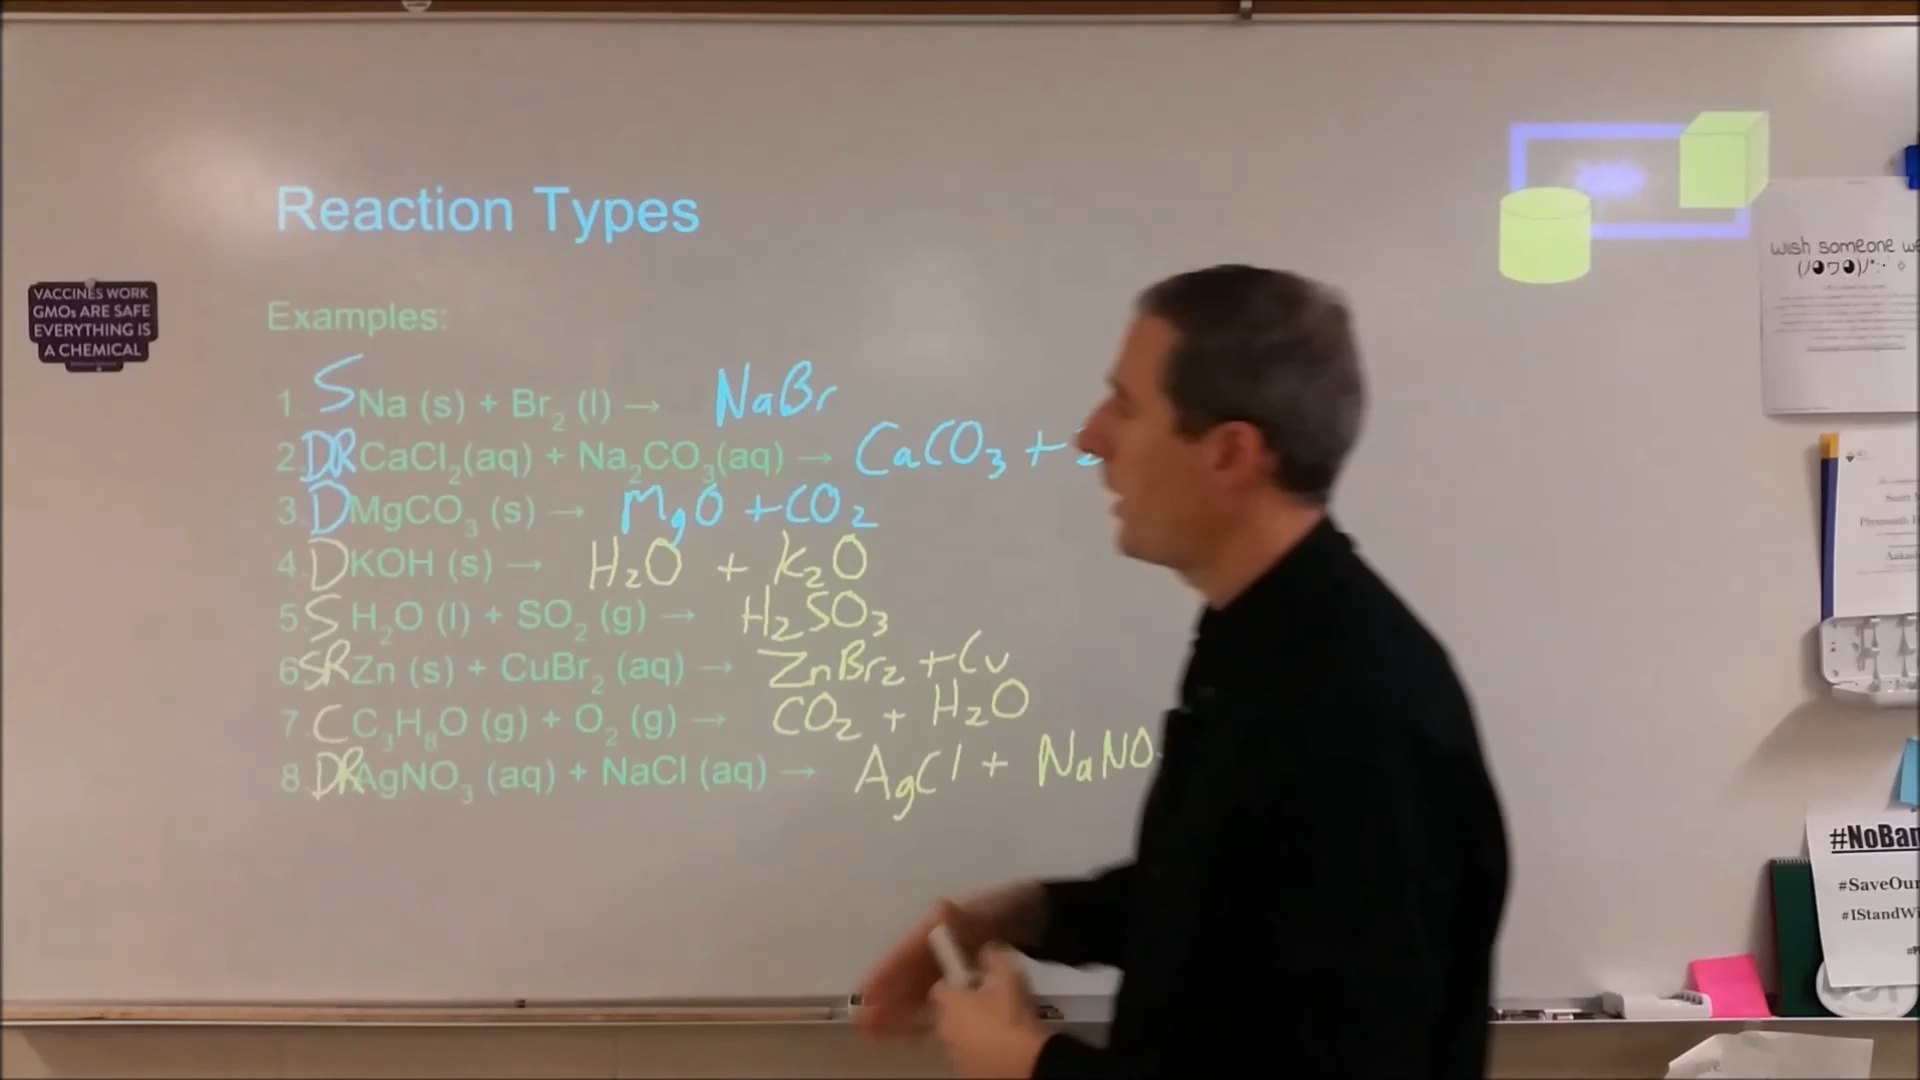 Reaction Types
Examples:
1. S Na (s) + Br₂ (l) → NaBr
2. DR CaCl₂(aq) + Na₂CO₃(aq) → CaCO₃ + 2
3. D MgCO₃ (s) → MgO + CO₂
4. D KOH (s) → H₂O + K₂O
5. S H₂O (l) + SO₂ (g) → H₂SO₃
6 SR Zn (s) + CuBr₂ (aq) → ZnBr₂ + Cu
7. C C₃H₈O (g) + O₂ (g) → CO₂ + H₂O
8. DR AgNO₃ (aq) + NaCl (aq) → AgCl + NaNO
VACCINES WORK
GMOs ARE SAFE
EVERYTHING IS
A CHEMICAL
wish someone we
Plymouth
#NoBan
#SaveOur
#IStandWi